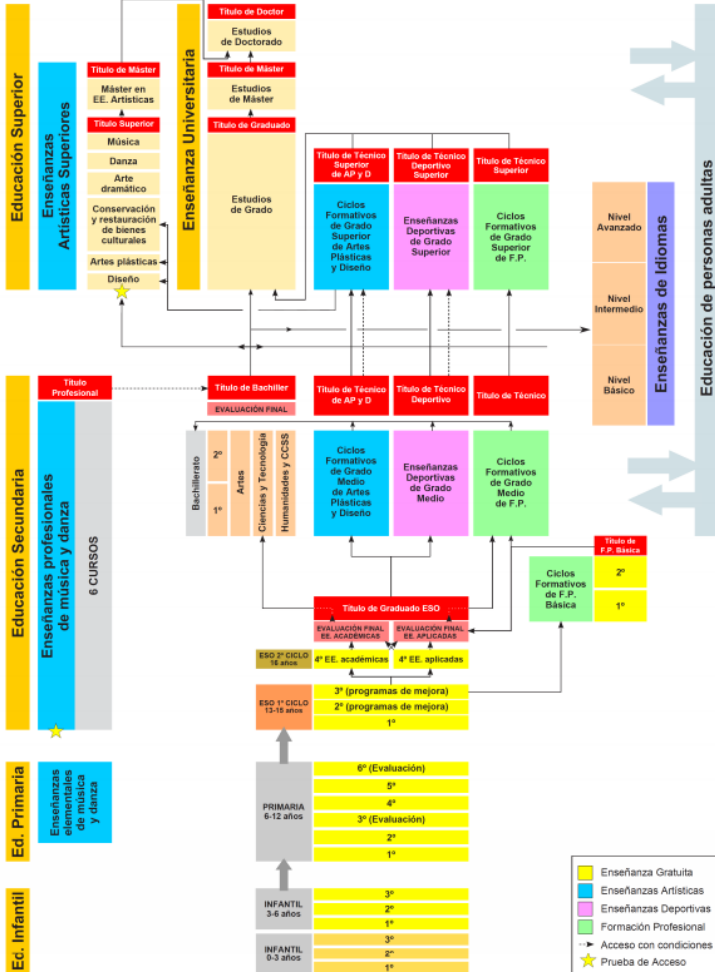 Educación Superior
Enseñanzas
Artísticas Superiores
Título de Máster
Máster en
EE. Artísticas
Título Superior
Música
Danza
Arte
dramático
Conservación
y restauración
de bienes
culturales
Artes plásticas
Diseño
Enseñanza Universitaria
Título de Doctor
Estudios
de Doctorado
Título de Máster
Estudios
de Máster
Título de Graduado
Estudios
de Grado
Título de Técnico
Superior
de AP y D
Ciclos
Formativos
de Grado
Superior
de Artes
Plásticas
y Diseño
Título de Técnico
Deportivo
Superior
Enseñanzas
Deportivas
de Grado
Superior
Título de Técnico
Superior
Ciclos
Formativos
de Grado
Superior
de F.P.
Nivel
Avanzado
Nivel
Intermedio
Nivel
Básico
Enseñanzas de Idiomas
Educación de personas adultas
Educación Secundaria
Título
Profesional
Enseñanzas profesionales
de música y danza
6 CURSOS
Título de Bachiller
EVALUACIÓN FINAL
Bachillerato
2º
1º
Artes
Ciencias y Tecnología
Humanidades y CCSS
Título de Técnico
de AP y D
Ciclos
Formativos
de Grado
Medio
de Artes
Plásticas
y Diseño
Título de Técnico
Deportivo
Enseñanzas
Deportivas
de Grado
Medio
Título de Técnico
Ciclos
Formativos
de Grado
Medio
de F.P.
Título de
F.P. Básica
Ciclos
Formativos
de F.P.
Básica
2º
1º
Título de Graduado ESO
EVALUACIÓN FINAL
EE. ACADÉMICAS
EVALUACIÓN FINAL
EE. APLICADAS
ESO 2º CICLO
16 años
4º EE. académicas
4º EE. aplicadas
ESO 1º CICLO
13-15 años
3º (programas de mejora)
2º (programas de mejora)
1º
Ed. Primaria
Enseñanzas
elementales
de música
y danza
PRIMARIA
6-12 años
6º (Evaluación)
5º
4º
3º (Evaluación)
2º
1º
Ed. Infantil
INFANTIL
3-6 años
3º
2º
1º
INFANTIL
0-3 años
3º
2º
1º
Enseñanza Gratuita
Enseñanzas Artísticas
Enseñanzas Deportivas
Formación Profesional
Acceso con condiciones
Prueba de Acceso